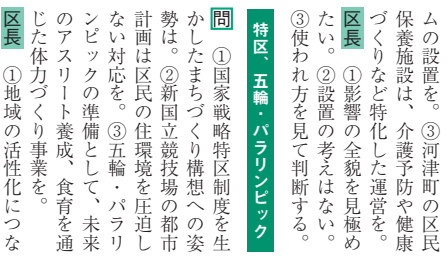 ムの設置を。③河津町の区民
保養施設は、介護予防や健康
づくりなど特化した運営を。
区長 ①影響の全貌を見極め
たい。②設置の考えはない。
③使われ方を見て判断する。
特区、五輪・パラリンピック
問 ①国家戦略特区制度を生
かしたまちづくり構想への姿
勢は。②新国立競技場の都市
計画は区民の住環境を圧迫し
ない対応を。③五輪・パラリ
ンピックの準備として、未来
のアスリート養成、食育を通
じた体力づくり事業を。
区長 ①地域の活性化につな